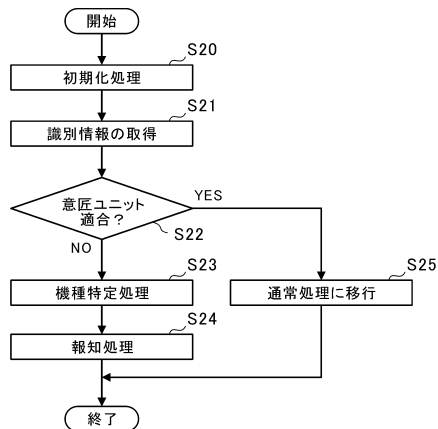 開始
S20
初期化処理
S21
識別情報の取得
意匠ユニット
適合？
YES
S22
NO
S23
機種特定処理
S25
通常処理に移行
S24
報知処理
終了